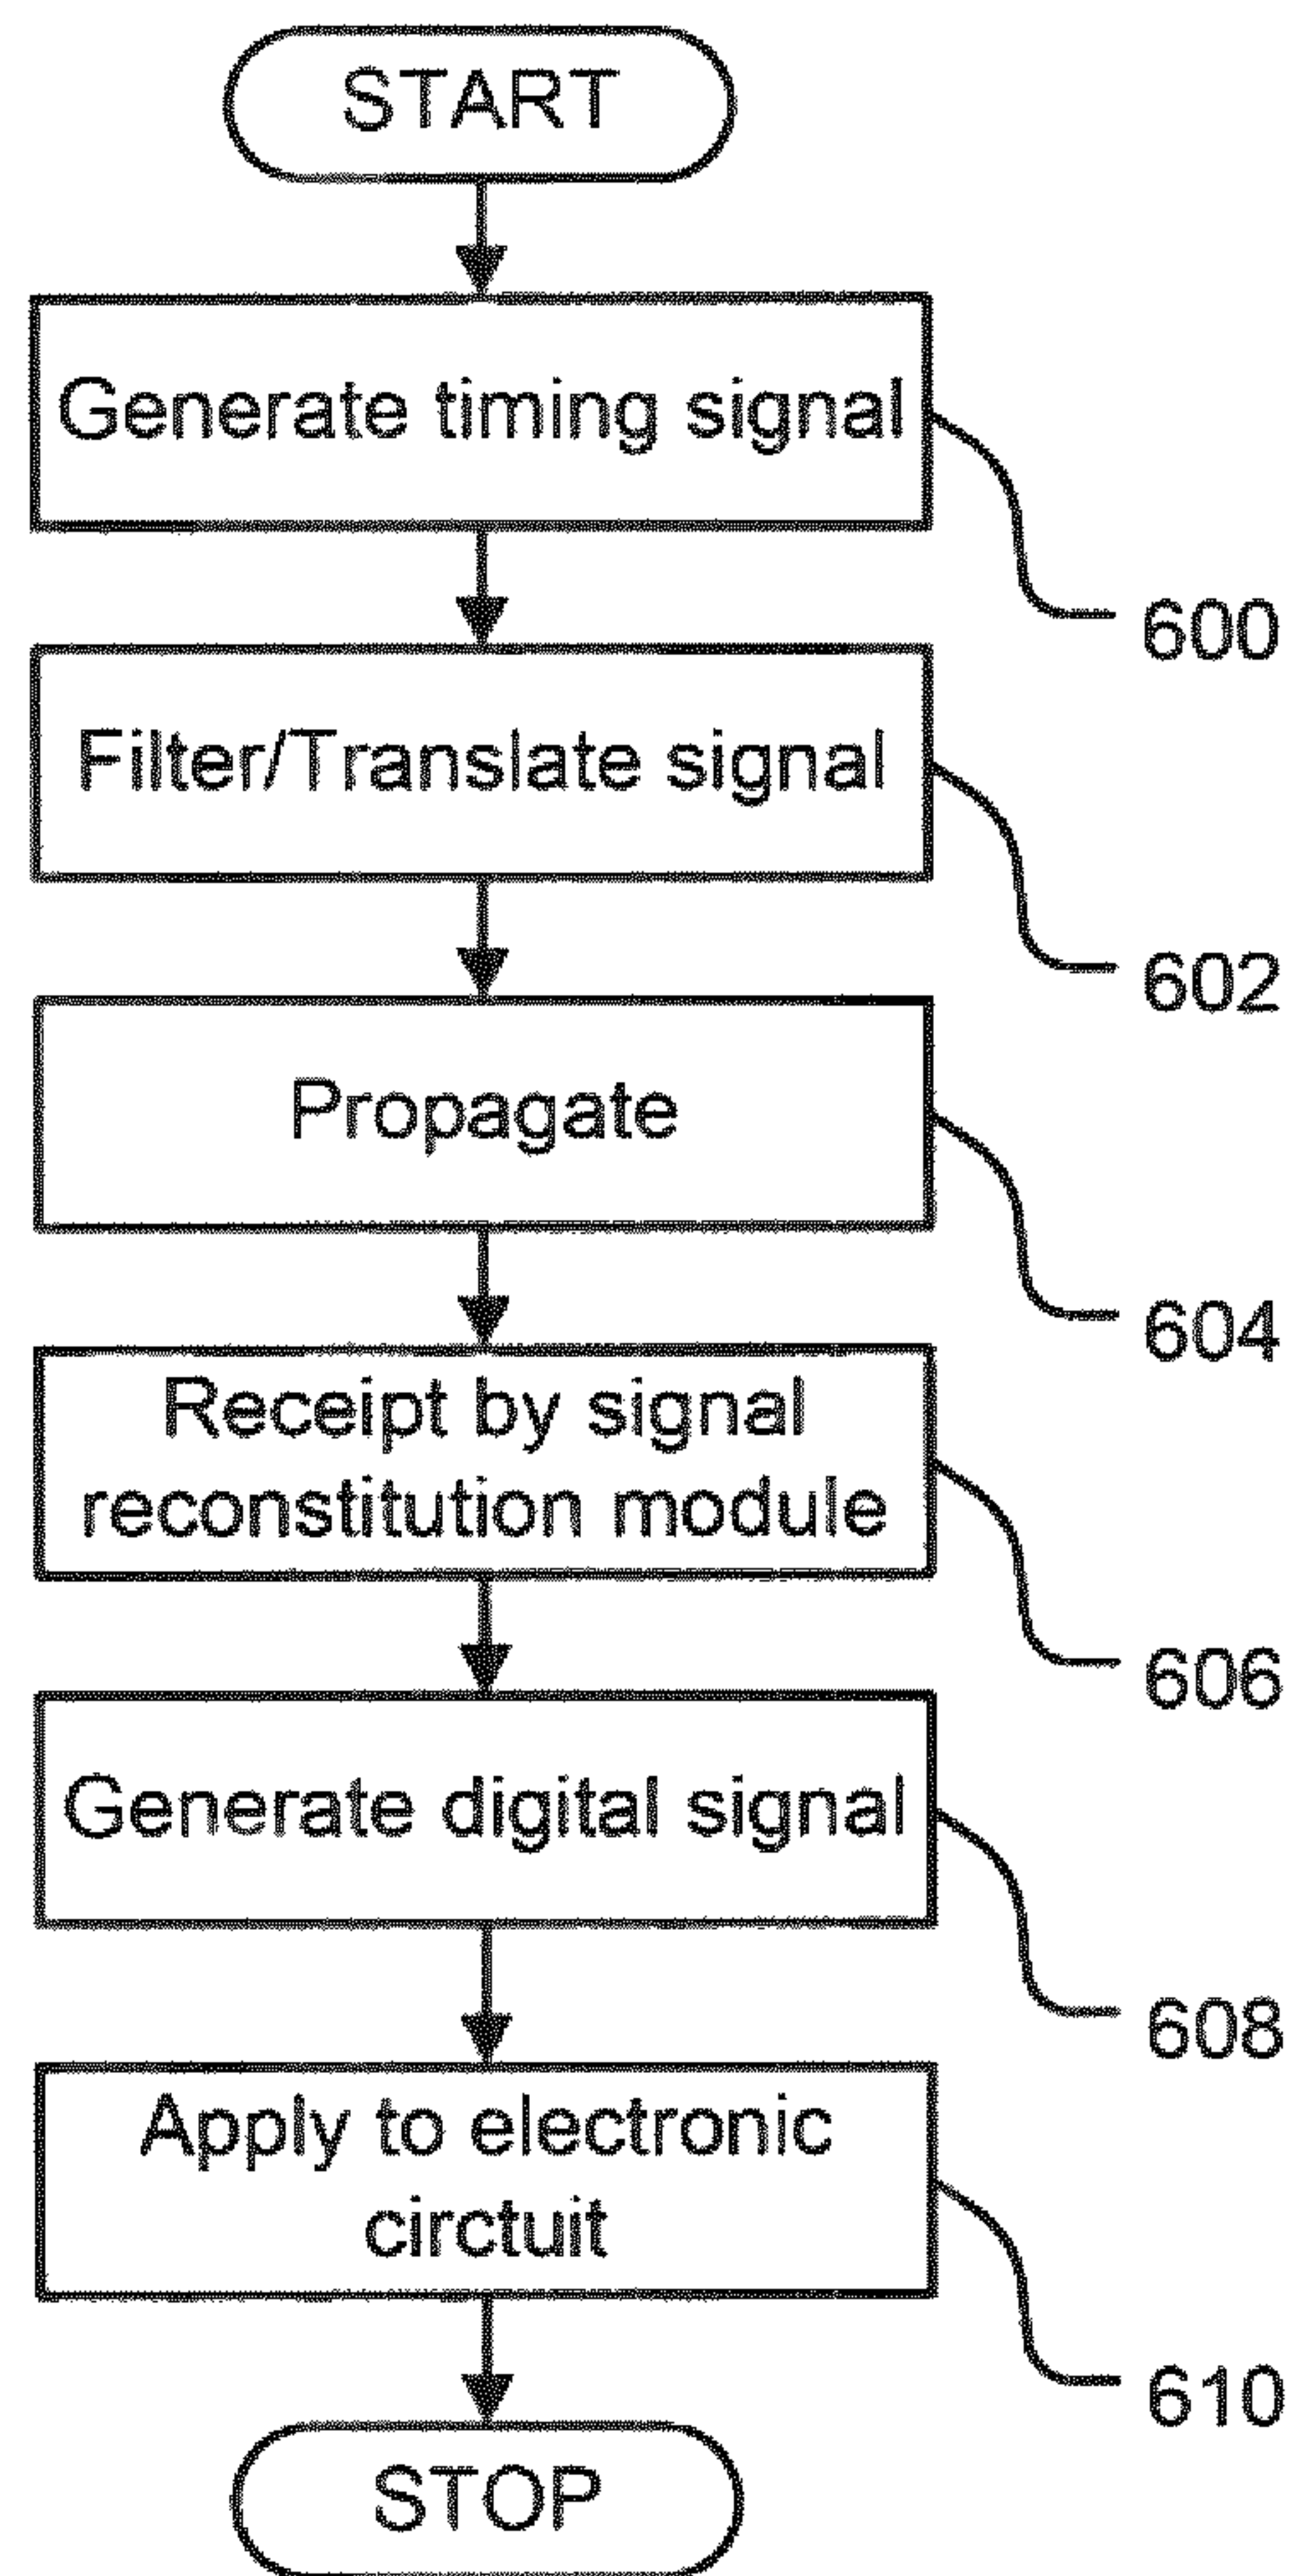 START
Generate timing signal
600
Filter/Translate signal
602
Propagate
604
Receipt by signal
reconstitution module
606
Generate digital signal
608
Apply to electronic
circtuit
610
STOP